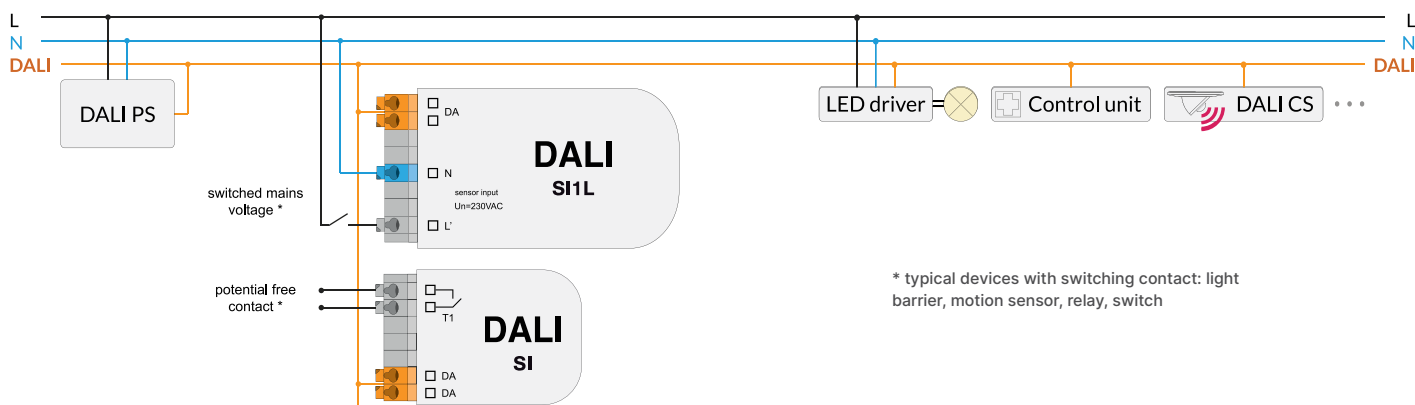 L
L
N
N
DALI
DALI
DALI PS
LED driver
Control unit
DALI CS
DA
DALI
SI1L
N
sensor input
Un=230VAC
switched mains
voltage *
L'
potential free
contact *
T1
DALI
SI
DA
DA
* typical devices with switching contact: light
barrier, motion sensor, relay, switch